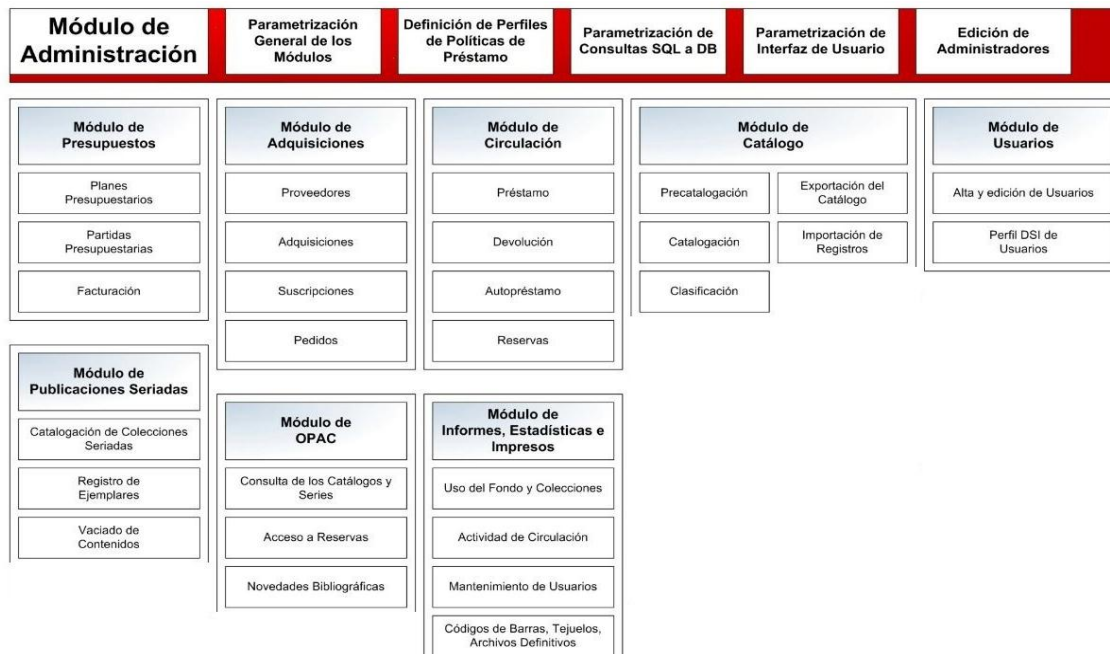 Módulo de
Administración
Parametrización
General de los
Módulos
Definición de Perfiles
de Políticas de
Préstamo
Parametrización de
Consultas SQL a DB
Parametrización de
Interfaz de Usuario
Edición de
Administradores
Módulo de
Presupuestos
Planes
Presupuestarios
Partidas
Presupuestarias
Facturación
Módulo de
Adquisiciones
Proveedores
Adquisiciones
Suscripciones
Pedidos
Módulo de
Circulación
Préstamo
Devolución
Autopréstamo
Reservas
Módulo de
Catálogo
Precatalogación
Catalogación
Clasificación
Exportación del
Catálogo
Importación de
Registros
Módulo de
Usuarios
Alta y edición de Usuarios
Perfil DSI de
Usuarios
Módulo de
Publicaciones Seriadas
Catalogación de Colecciones
Seriadas
Registro de
Ejemplares
Vaciado de
Contenidos
Módulo de
OPAC
Consulta de los Catálogos y
Series
Acceso a Reservas
Novedades Bibliográficas
Módulo de
Informes, Estadísticas e
Impresos
Uso del Fondo y Colecciones
Actividad de Circulación
Mantenimiento de Usuarios
Códigos de Barras, Tejuelos,
Archivos Definitivos